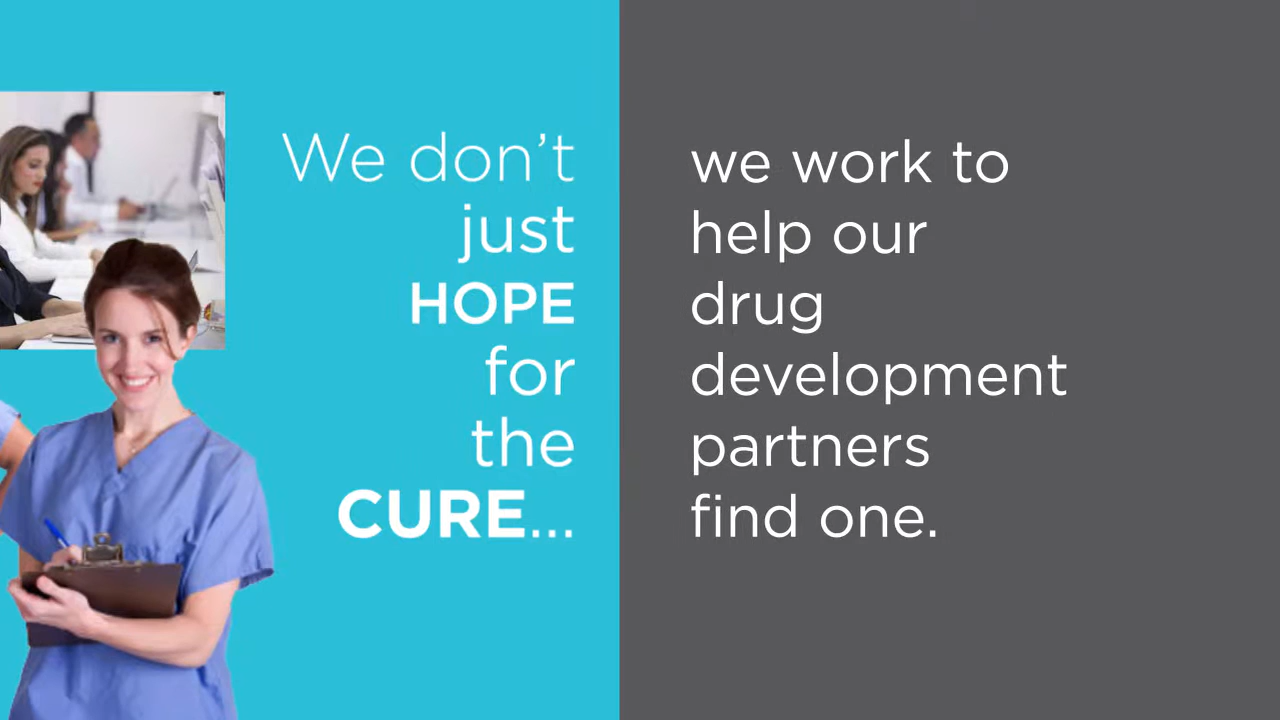 We don’t
just
HOPE
for
the
CURE...
we work to
help our
drug
development
partners
find one.